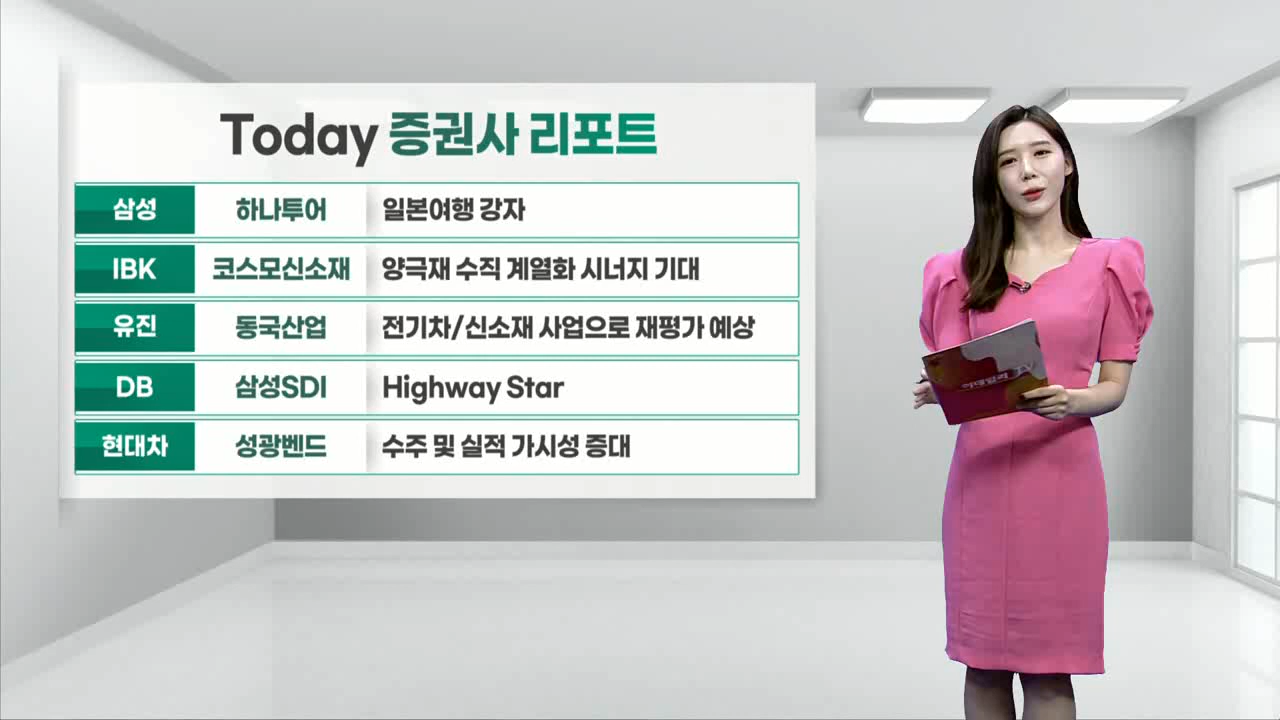 Today 증권사 리포트
삼성 하나투어 일본여행 강자
IBK 코스모신소재 양극재 수직 계열화 시너지 기대
유진 동국산업 전기차/신소재 사업으로 재평가 예상
DB 삼성SDI Highway Star
현대차 성광벤드 수주 및 실적 가시성 증대